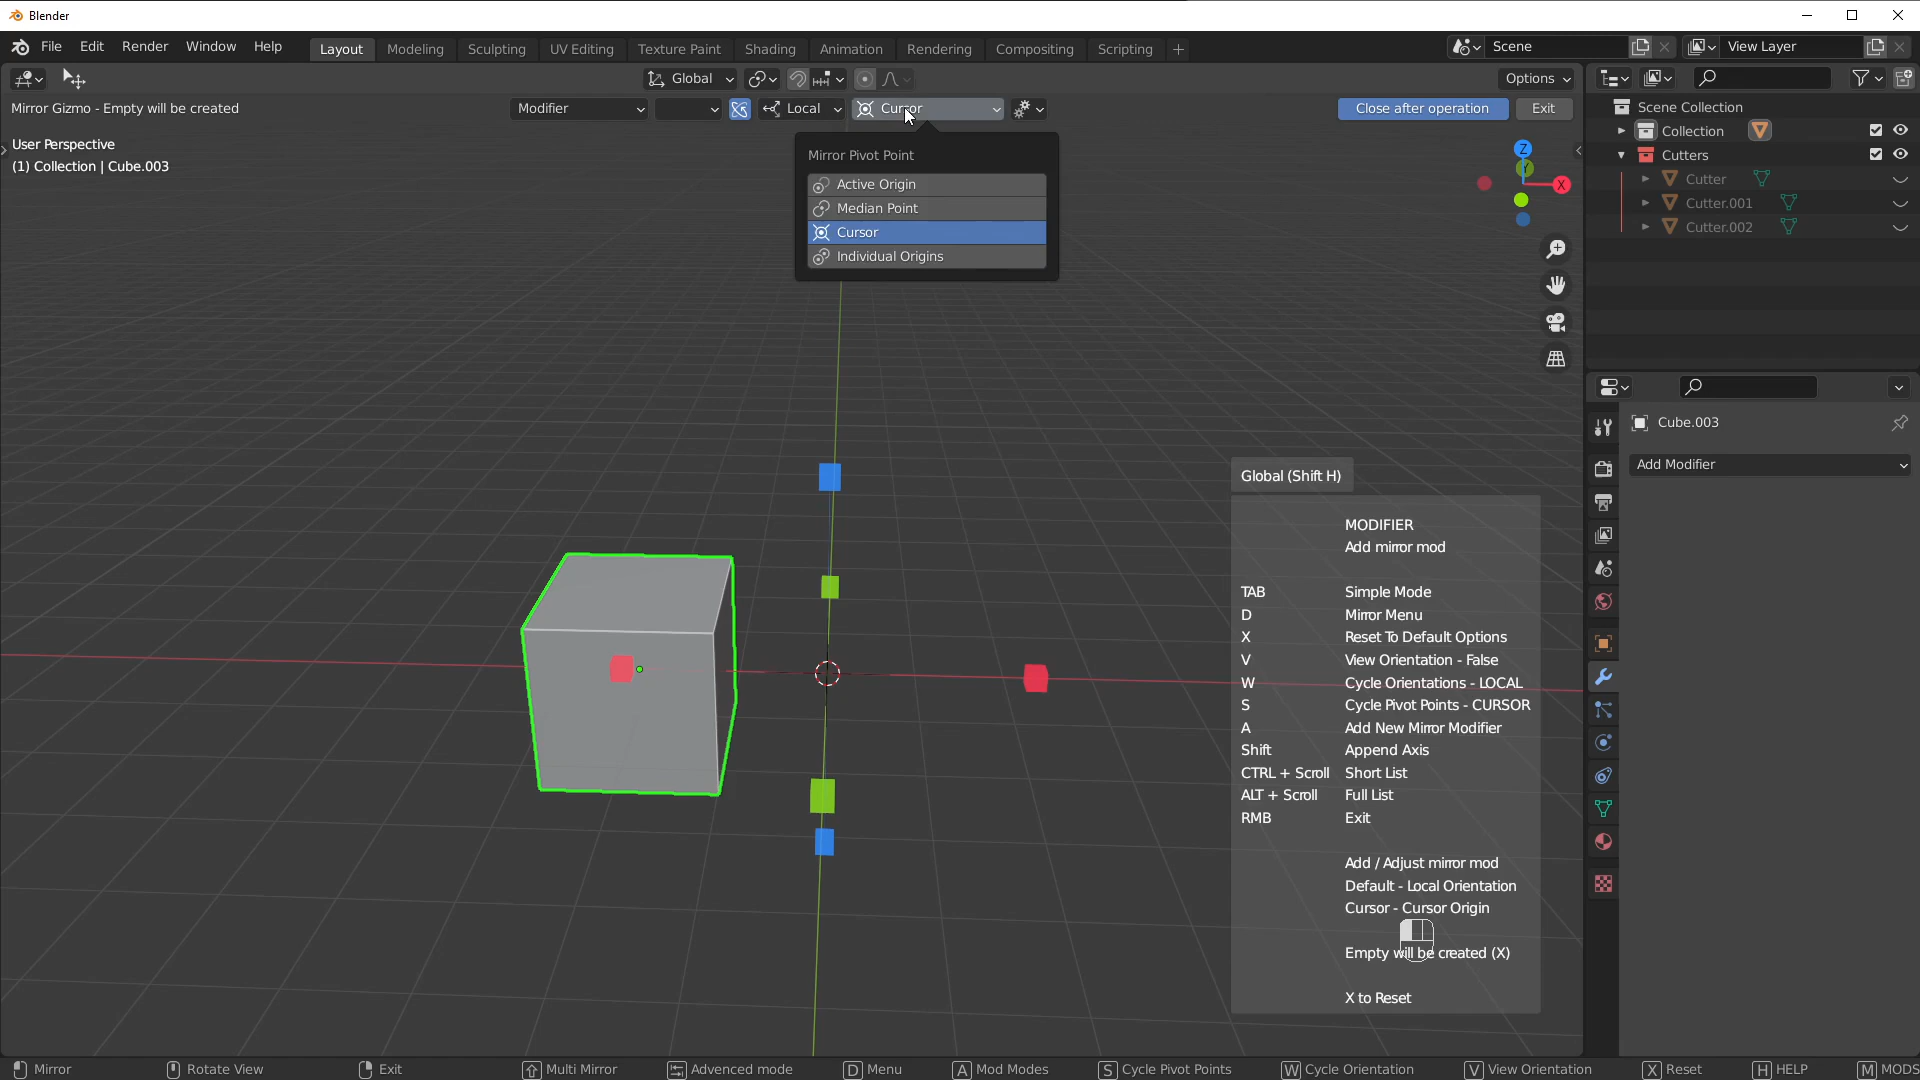 Blender
File Edit Render Window Help
Layout Modeling Sculpting UV Editing Texture Paint Shading Animation Rendering Compositing Scripting +
Scene
View Layer
Global
Options
Mirror Gizmo - Empty will be created
Modifier
Local
Cursor
Close after operation
Exit
User Perspective
(1) Collection | Cube.003
Mirror Pivot Point
Active Origin
Median Point
Cursor
Individual Origins
Z
Y
X
Scene Collection
Collection
Cutters
Cutter
Cutter.001
Cutter.002
Cube.003
Add Modifier
Global (Shift H)
MODIFIER
Add mirror mod
TAB Simple Mode
D Mirror Menu
X Reset To Default Options
V View Orientation - False
W Cycle Orientations - LOCAL
S Cycle Pivot Points - CURSOR
A Add New Mirror Modifier
Shift Append Axis
CTRL + Scroll Short List
ALT + Scroll Full List
RMB Exit
Add / Adjust mirror mod
Default - Local Orientation
Cursor - Cursor Origin
Empty will be created (X)
X to Reset
Mirror Rotate View Exit Multi Mirror Advanced mode D Menu A Mod Modes S Cycle Pivot Points W Cycle Orientation V View Orientation X Reset H HELP M MODS